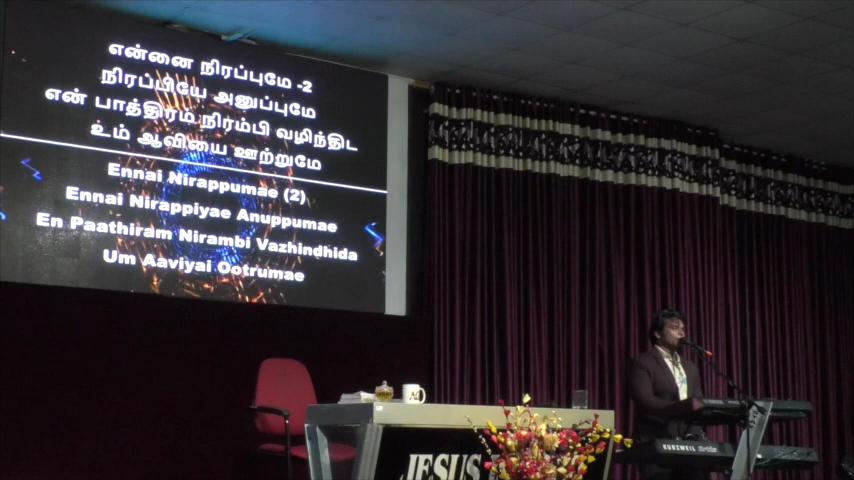 என்னை நிரப்புமே -2
நிரப்பியே அனுப்புமே
என் பாத்திரம் நிரம்பி வழிந்திட
உம் ஆவியை ஊற்றுமே
Ennai Nirappumae (2)
Ennai Nirappiyae Anuppumae
En Paathiram Nirambi Vazhindhida
Um Aaviyai Ootrumae
JESUS
KURZWEIL